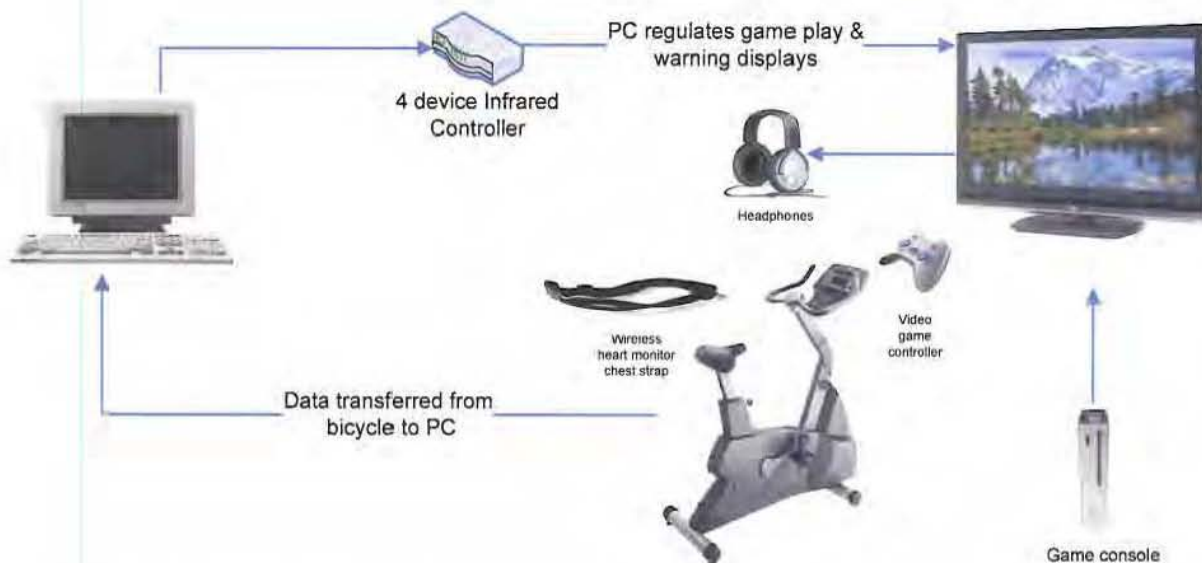 PC regulates game play &
warning displays
4 device Infrared
Controller
Headphones
Wireless
heart monitor
chest strap
Video
game
controller
Data transferred from
bicycle to PC
Game console